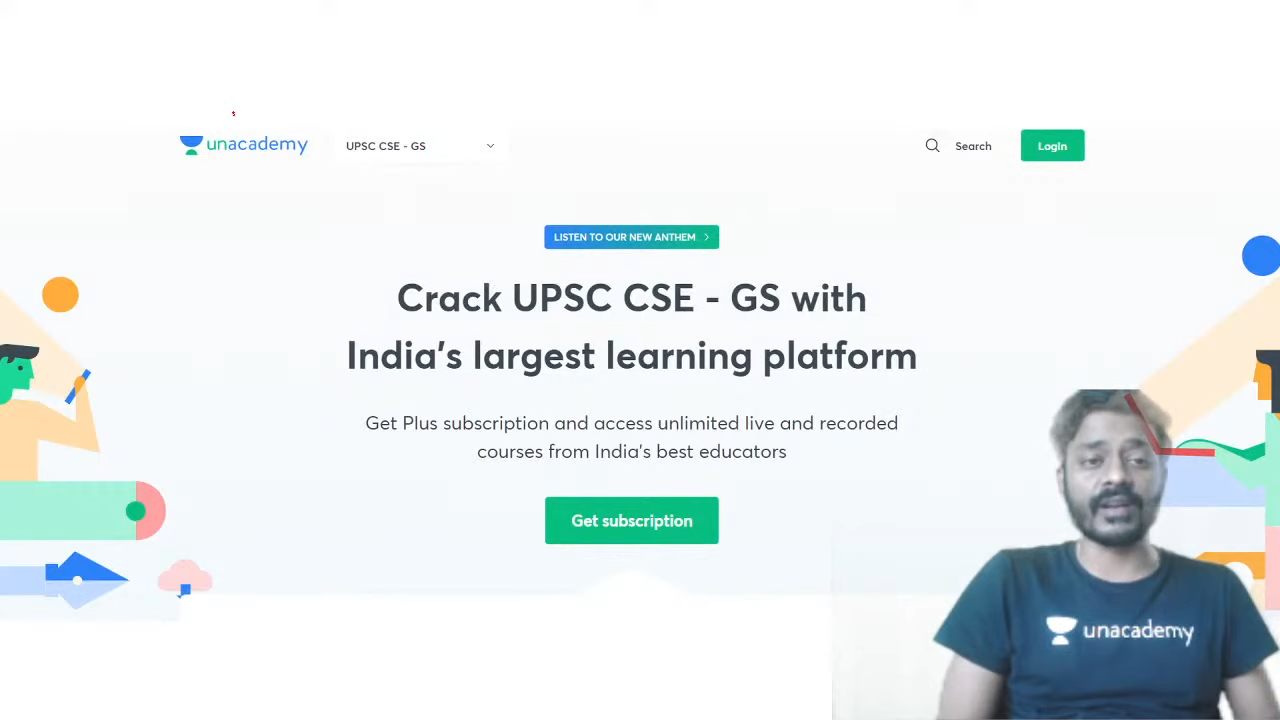 unacademy
UPSC CSE - GS
Search
Login
LISTEN TO OUR NEW ANTHEM
Crack UPSC CSE - GS with
India's largest learning platform
Get Plus subscription and access unlimited live and recorded
courses from India's best educators
Get subscription
unacademy